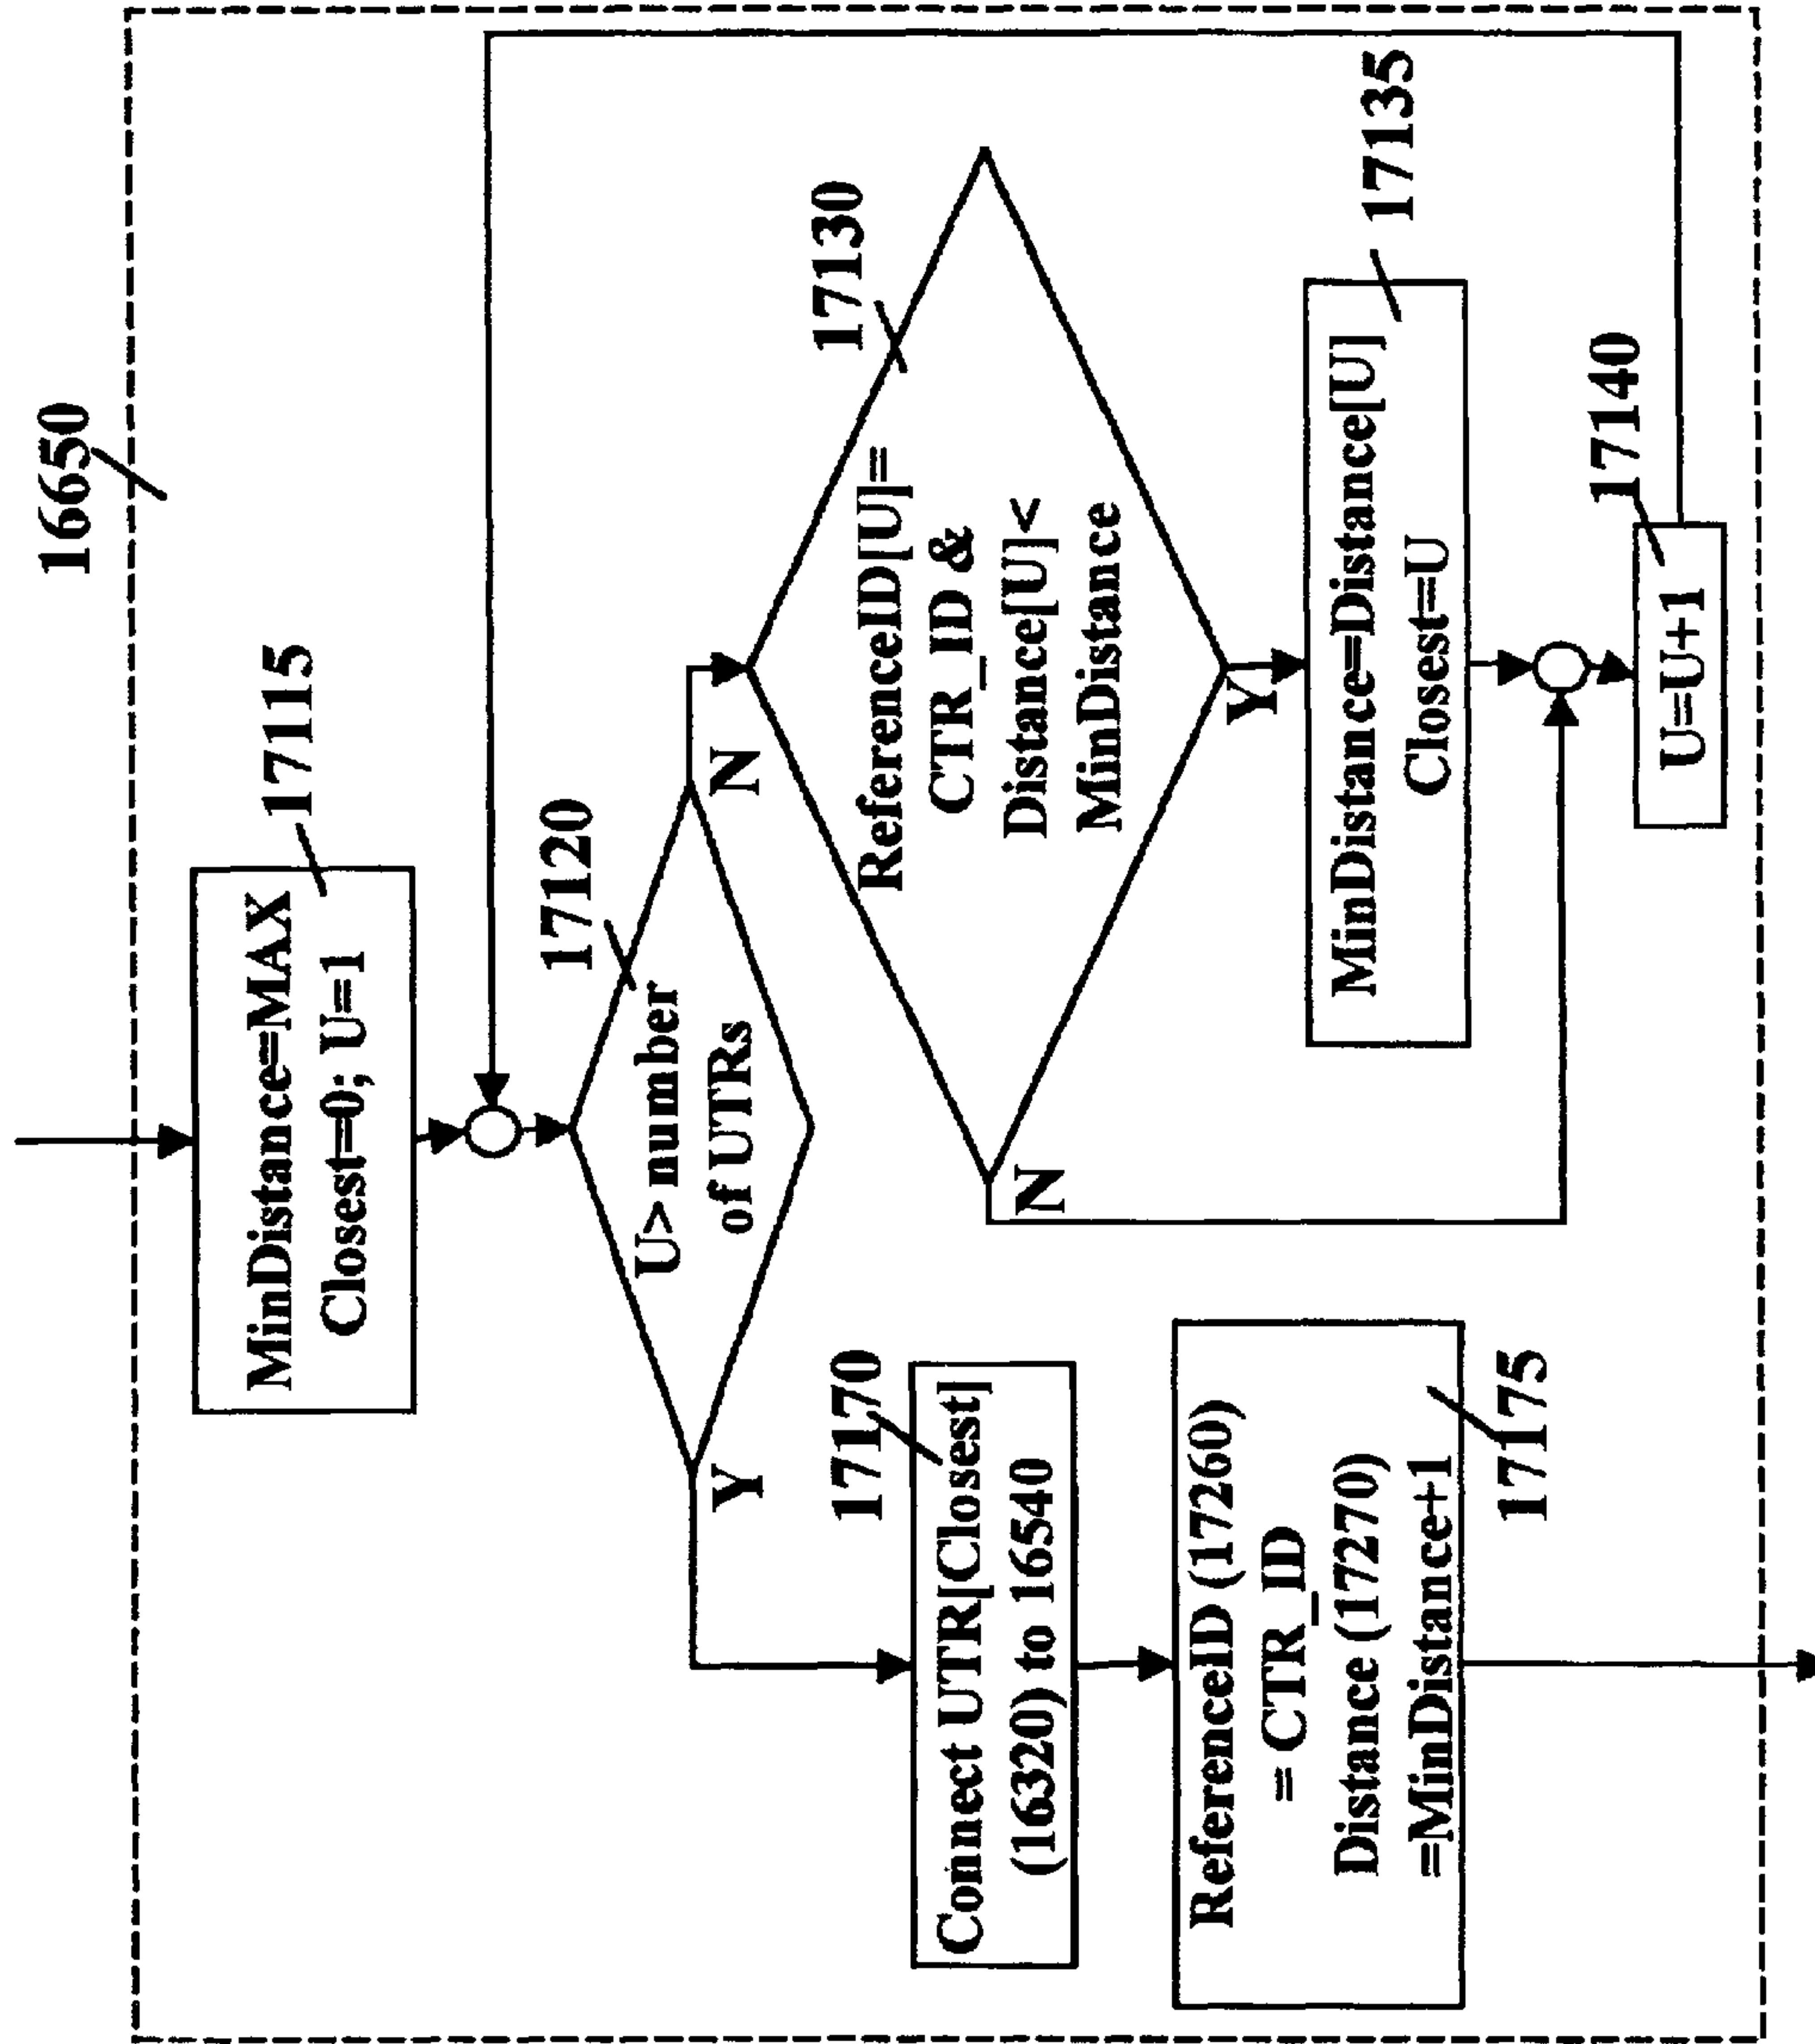 16650
MinDistance=MAX
Closest=0; U=1
17115
U> number
of UTRs
17120
Y
N
ReferenceID[U]=
CTR_ID &
Distance[U]<
MinDistance
17130
N
Y
MinDistance=Distance[U]
Closest=U
17135
U=U+1
17140
Connect UTR[Closest]
(16320) to 16540
17170
ReferenceID (17260)
= CTR_ID
Distance (17270)
=MinDistance+1
17175